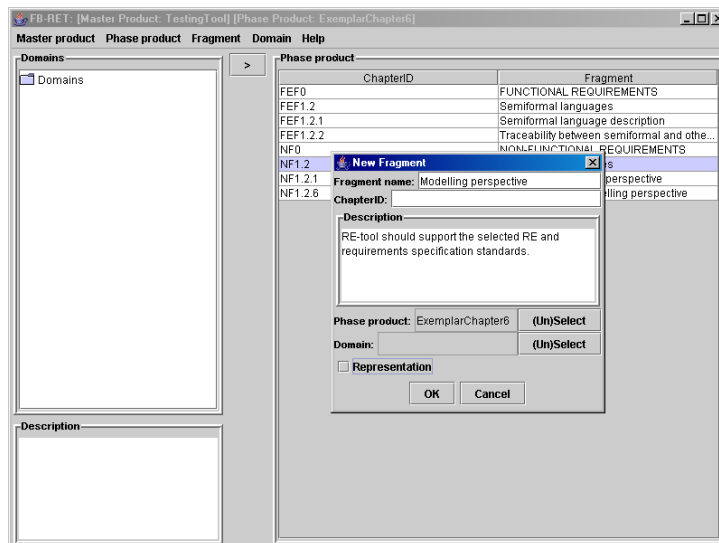 FB-RET: [Master Product: TestingTool] [Phase Product: ExemplarChapter6]
Master product Phase product Fragment Domain Help
Domains
Domains
>
Phase product
ChapterID Fragment
FEF0 FUNCTIONAL REQUIREMENTS
FEF1.2 Semiformal languages
FEF1.2.1 Semiformal language description
FEF1.2.2 Traceability between semiformal and othe...
NF0 NON-FUNCTIONAL REQUIREMENTS
NF1.2
NF1.2.1 perspective
NF1.2.6 perspective
New Fragment
Fragment name: Modelling perspective
ChapterID:
Description
RE-tool should support the selected RE and
requirements specification standards.
Phase product: ExemplarChapter6 (Un)Select
Domain: (Un)Select
Representation
OK Cancel
Description